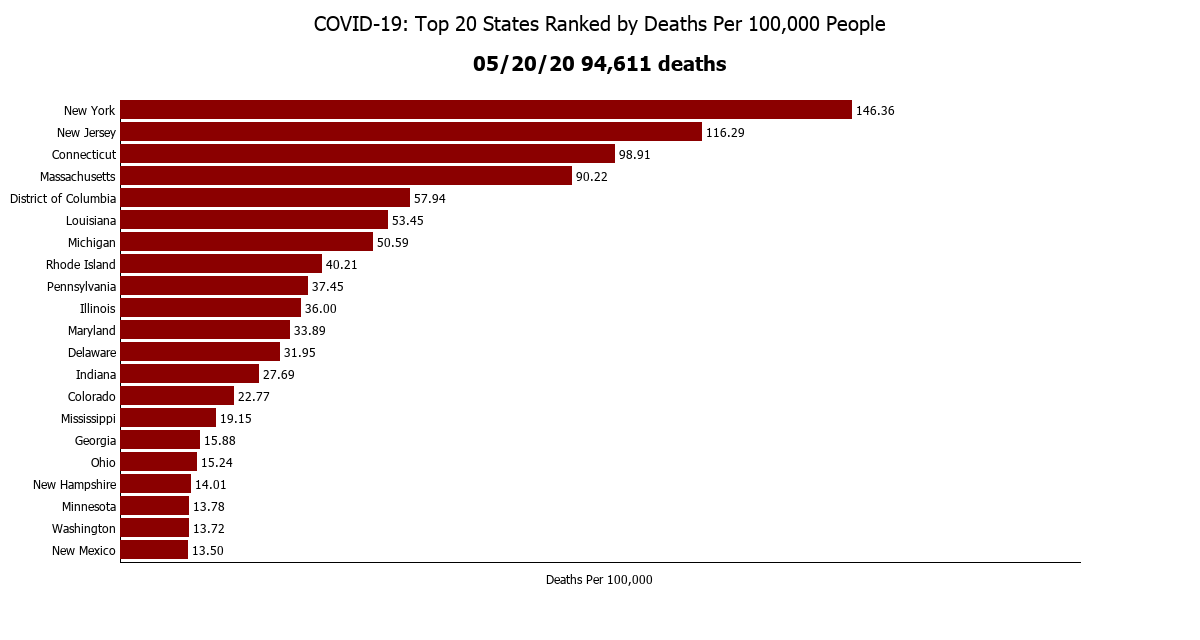 COVID-19: Top 20 States Ranked by Deaths Per 100,000 People
05/20/20 94,611 deaths
New York 146.36
New Jersey 116.29
Connecticut 98.91
Massachusetts 90.22
District of Columbia 57.94
Louisiana 53.45
Michigan 50.59
Rhode Island 40.21
Pennsylvania 37.45
Illinois 36.00
Maryland 33.89
Delaware 31.95
Indiana 27.69
Colorado 22.77
Mississippi 19.15
Georgia 15.88
Ohio 15.24
New Hampshire 14.01
Minnesota 13.78
Washington 13.72
New Mexico 13.50
Deaths Per 100,000